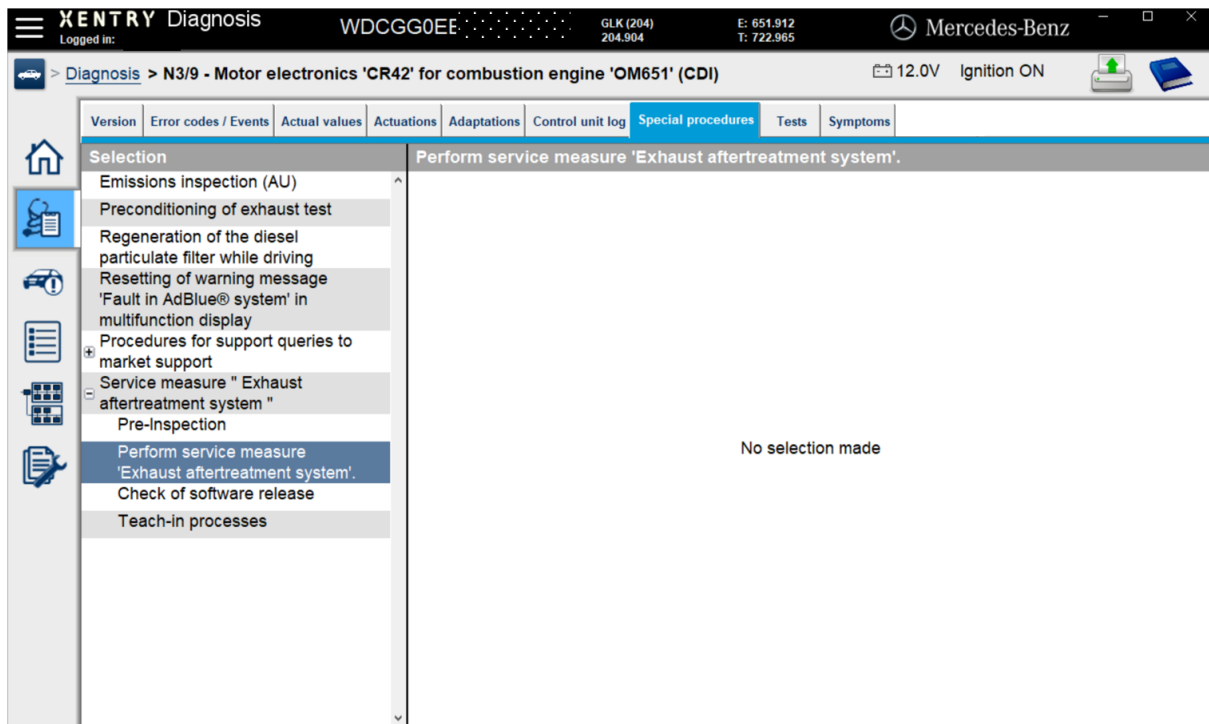 XENTRY Diagnosis
Logged in:
WDCGG0EE
GLK (204)
204.904
E: 651.912
T: 722.965
Mercedes-Benz
> Diagnosis > N3/9 - Motor electronics 'CR42' for combustion engine 'OM651' (CDI)
12.0V Ignition ON
Version Error codes / Events Actual values Actuations Adaptations Control unit log Special procedures Tests Symptoms
Selection
Perform service measure 'Exhaust aftertreatment system'.
Emissions inspection (AU)
Preconditioning of exhaust test
Regeneration of the diesel
particulate filter while driving
Resetting of warning message
'Fault in AdBlue® system' in
multifunction display
Procedures for support queries to
market support
Service measure " Exhaust
aftertreatment system "
Pre-Inspection
Perform service measure
'Exhaust aftertreatment system'.
Check of software release
Teach-in processes
No selection made